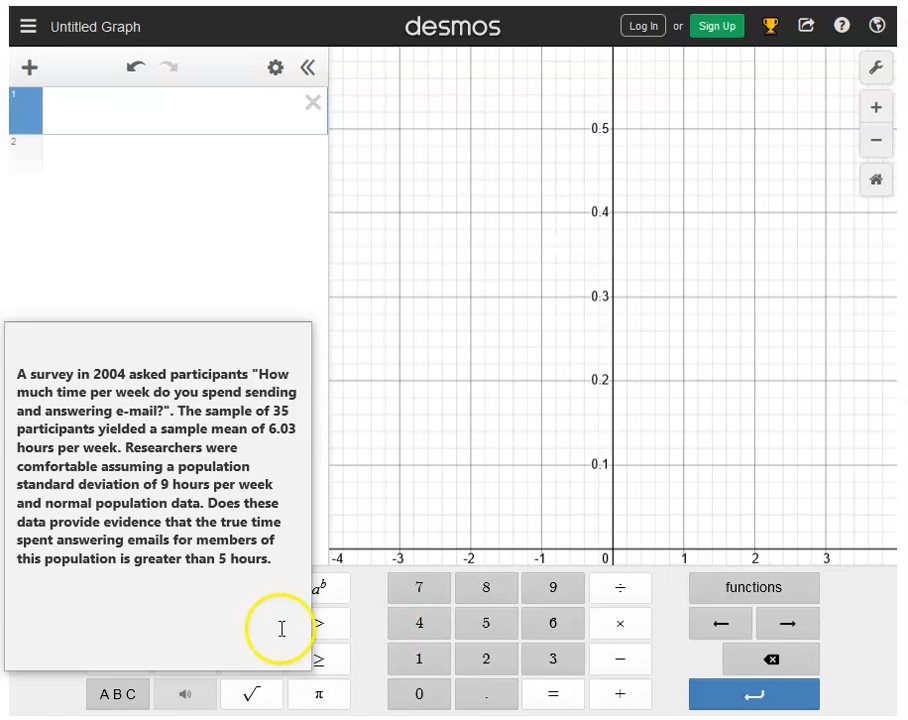 Untitled Graph
desmos
Log In or Sign Up
1
2
A survey in 2004 asked participants "How
much time per week do you spend sending
and answering e-mail?". The sample of 35
participants yielded a sample mean of 6.03
hours per week. Researchers were
comfortable assuming a population
standard deviation of 9 hours per week
and normal population data. Does these
data provide evidence that the true time
spent answering emails for members of
this population is greater than 5 hours.
0.5
0.4
0.3
0.2
0.1
-4 -3 -2 -1 0 1 2 3
a^b 7 8 9 ÷ functions
> 4 5 6 × ← →
≥ 1 2 3 −
A B C √ π 0 . = +